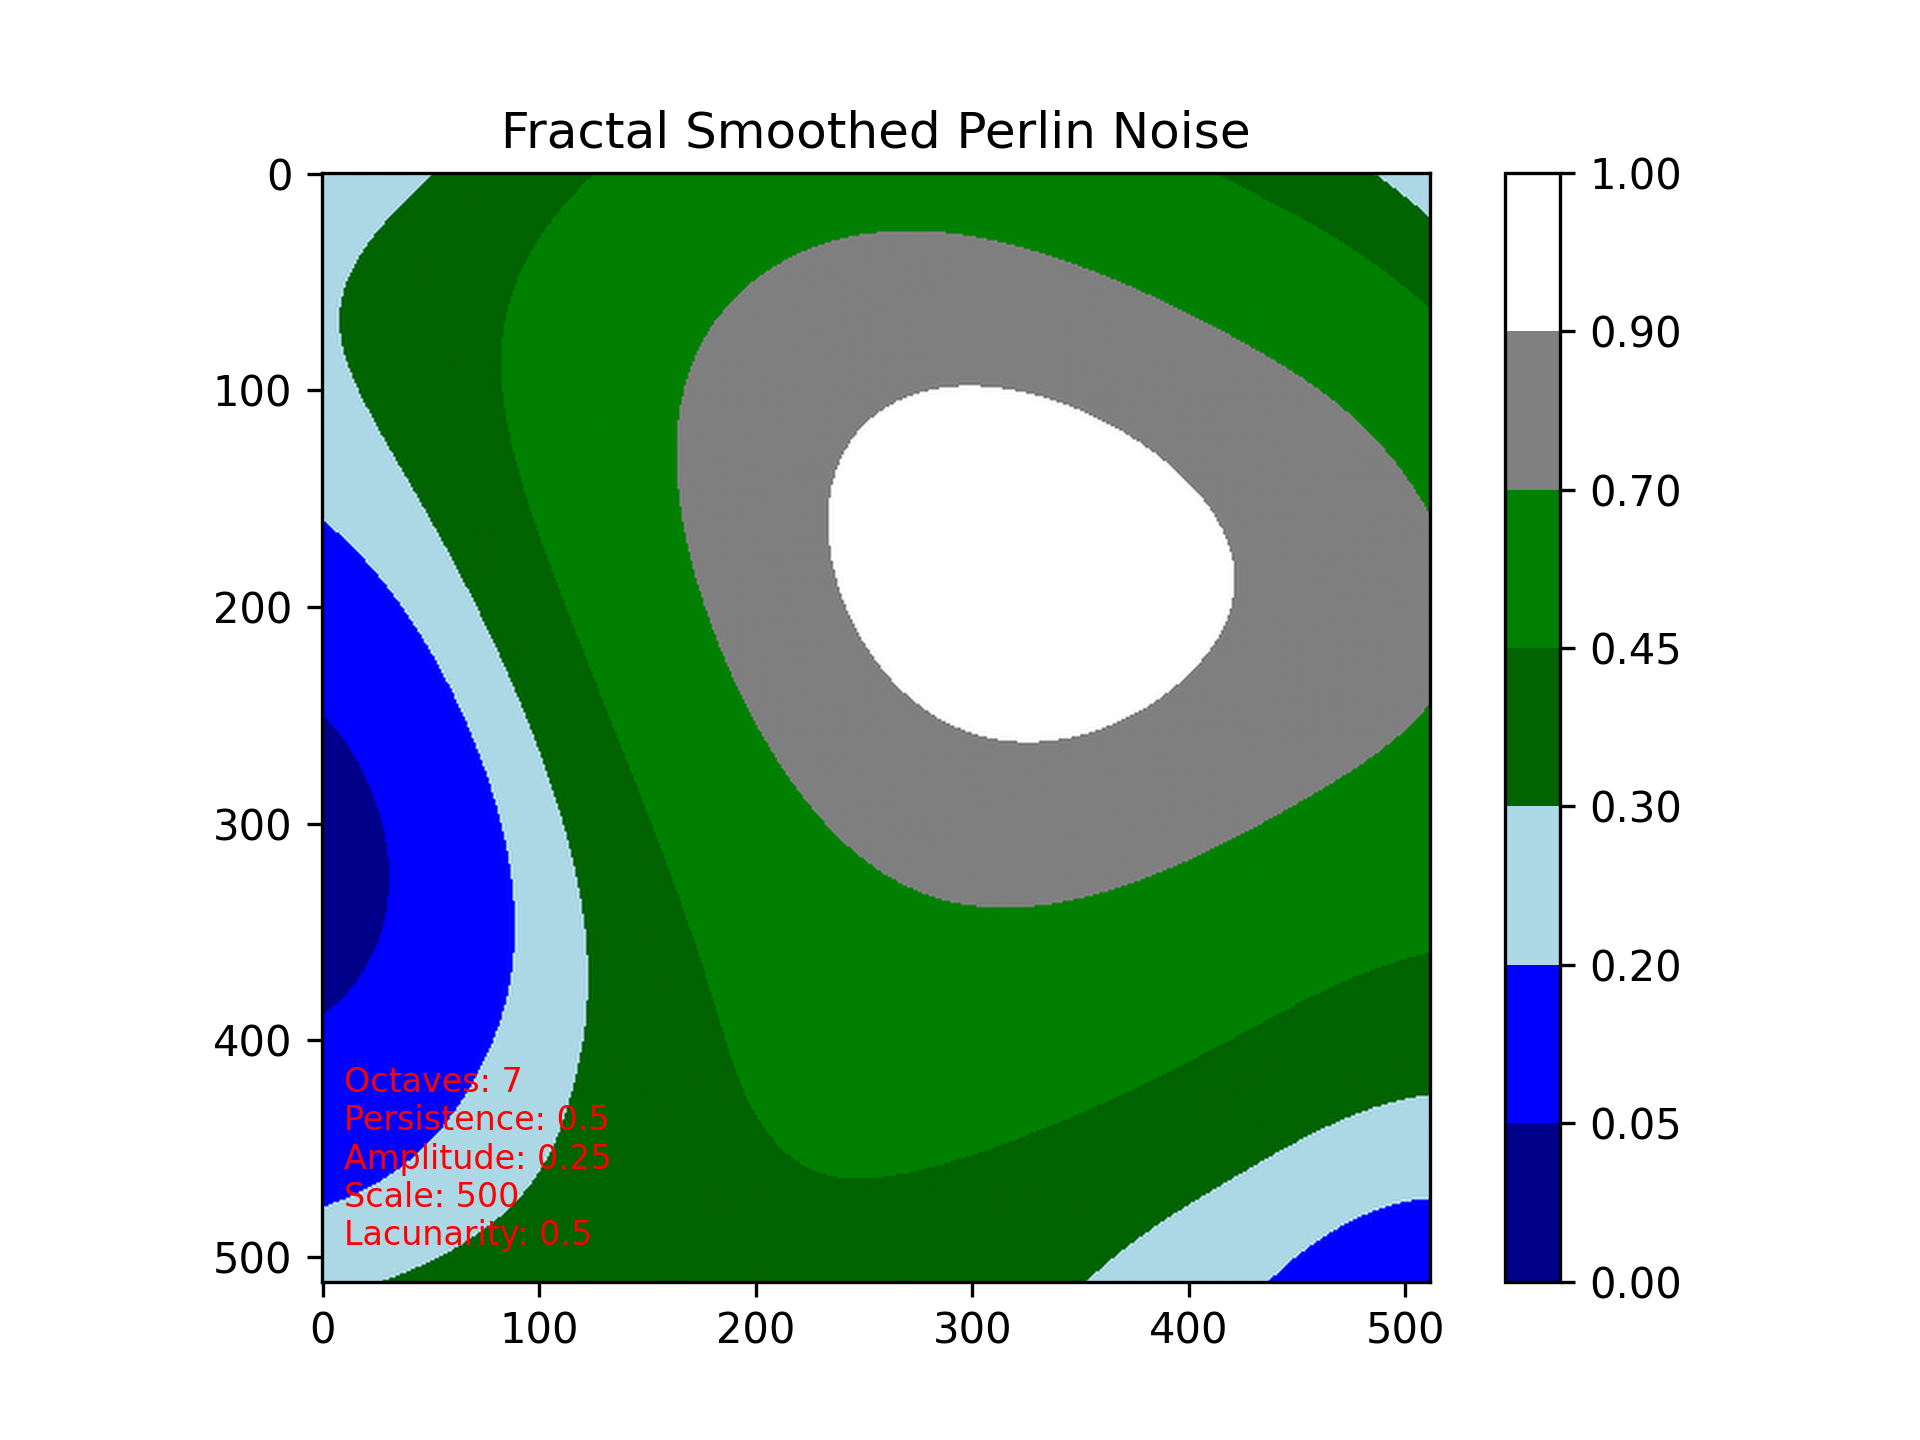 Fractal Smoothed Perlin Noise
0
100
200
300
400
500
0 100 200 300 400 500
Octaves: 7
Persistence: 0.5
Amplitude: 0.25
Scale: 500
Lacunarity: 0.5
1.00
0.90
0.70
0.45
0.30
0.20
0.05
0.00